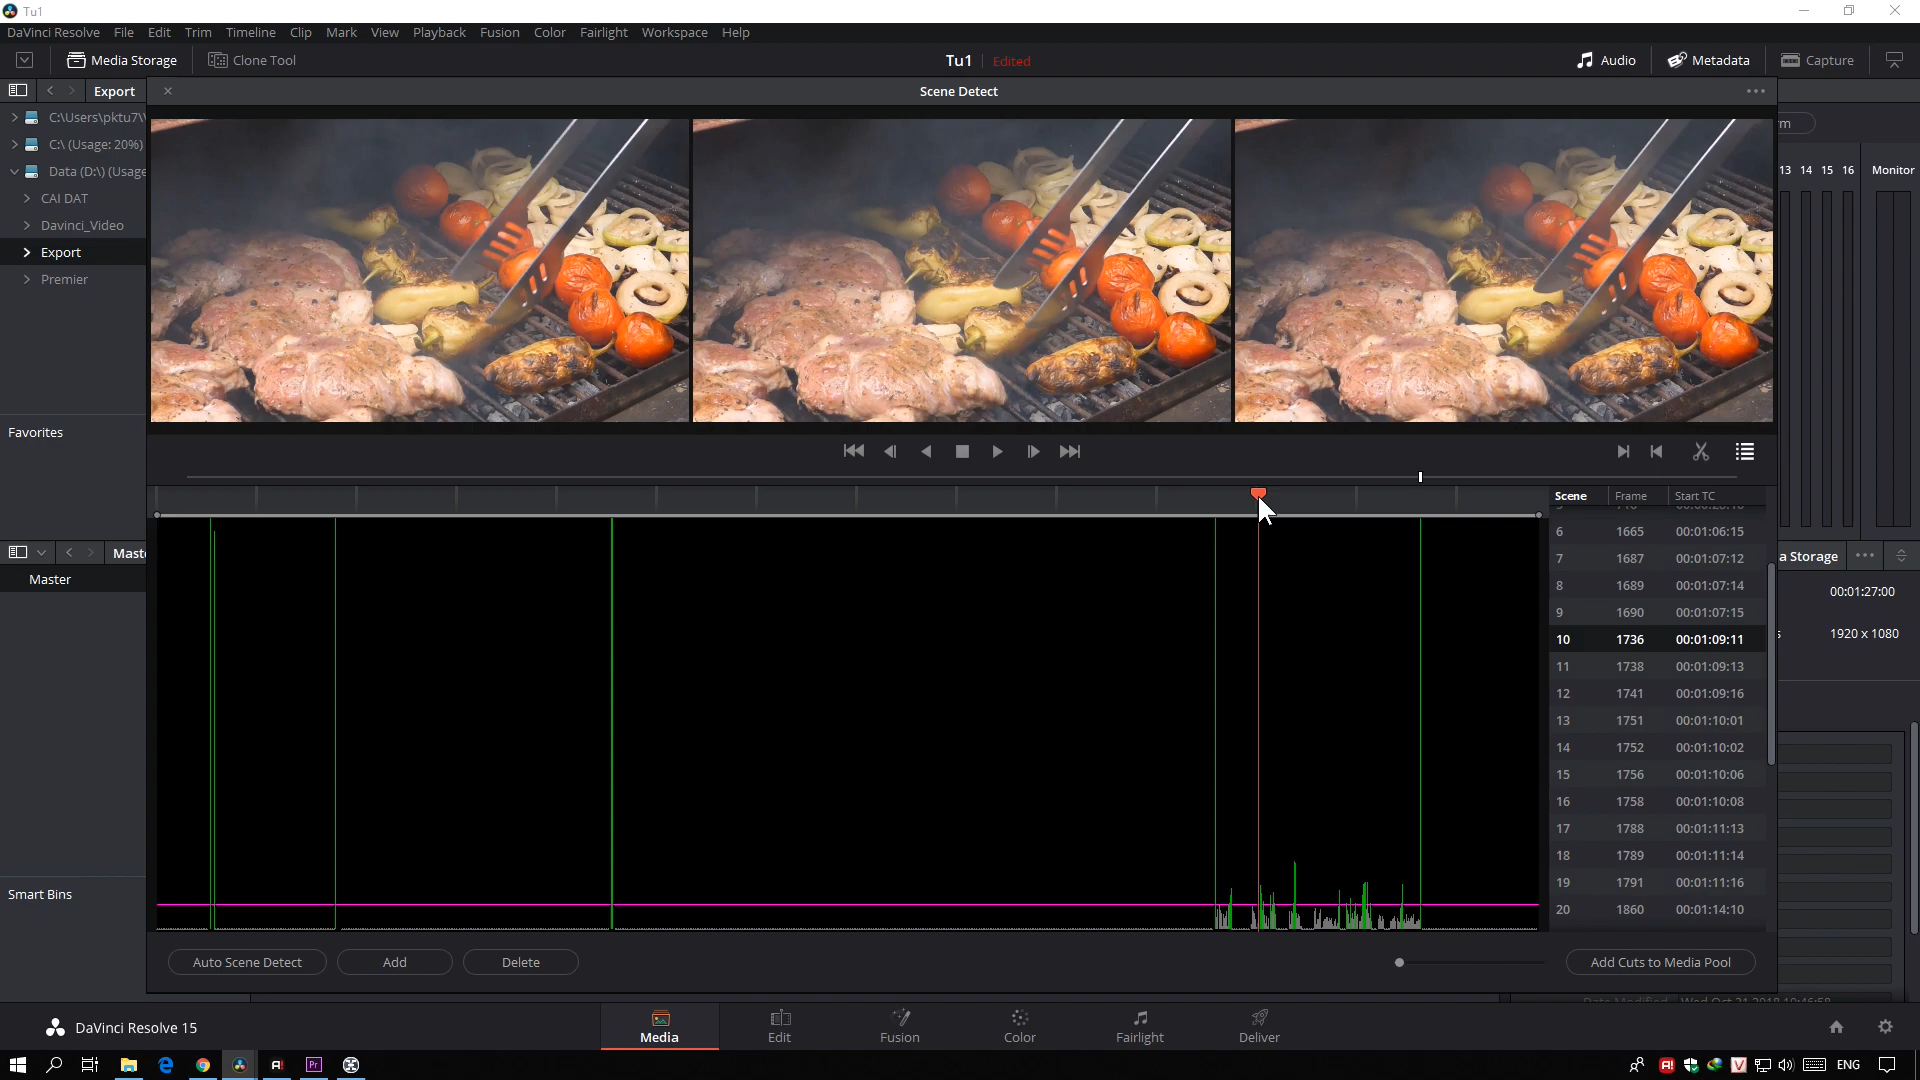 Tu1
DaVinci Resolve File Edit Trim Timeline Clip Mark View Playback Fusion Color Fairlight Workspace Help
Media Storage Clone Tool Tu1 Edited Audio Metadata Capture
Export Scene Detect
C:\Users\pktu7\
C:\ (Usage: 20%)
Data (D:\) (Usage
CAI DAT
Davinci_Video
Export
Premier
13 14 15 16 Monitor
Favorites
Scene Frame Start TC
6 1665 00:01:06:15
7 1687 00:01:07:12
8 1689 00:01:07:14
9 1690 00:01:07:15
10 1736 00:01:09:11
11 1738 00:01:09:13
12 1741 00:01:09:16
13 1751 00:01:10:01
14 1752 00:01:10:02
15 1756 00:01:10:06
16 1758 00:01:10:08
17 1788 00:01:11:13
18 1789 00:01:11:14
19 1791 00:01:11:16
20 1860 00:01:14:10
Maste
Master
a Storage
00:01:27:00
1920 x 1080
Smart Bins
Auto Scene Detect Add Delete Add Cuts to Media Pool
DaVinci Resolve 15
Media Edit Fusion Color Fairlight Deliver
ENG